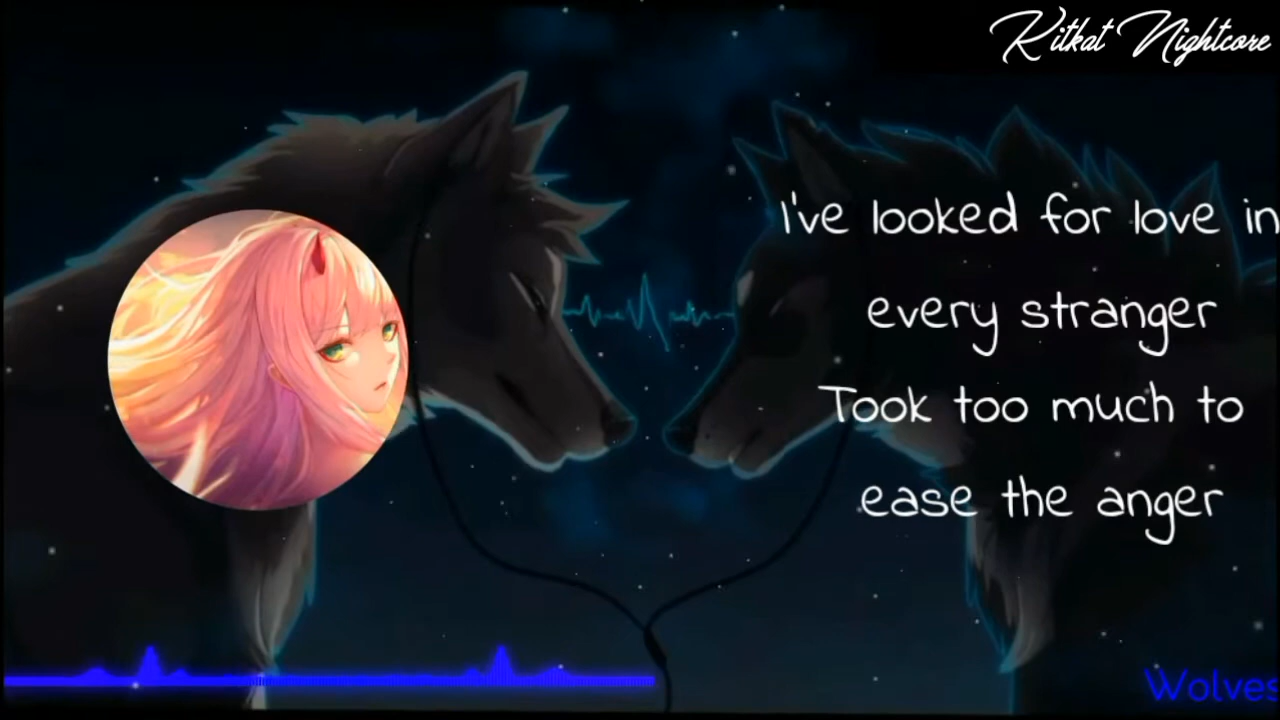 Kitkat Nightcore
I've looked for love in
every stranger
Took too much to
ease the anger
Wolves